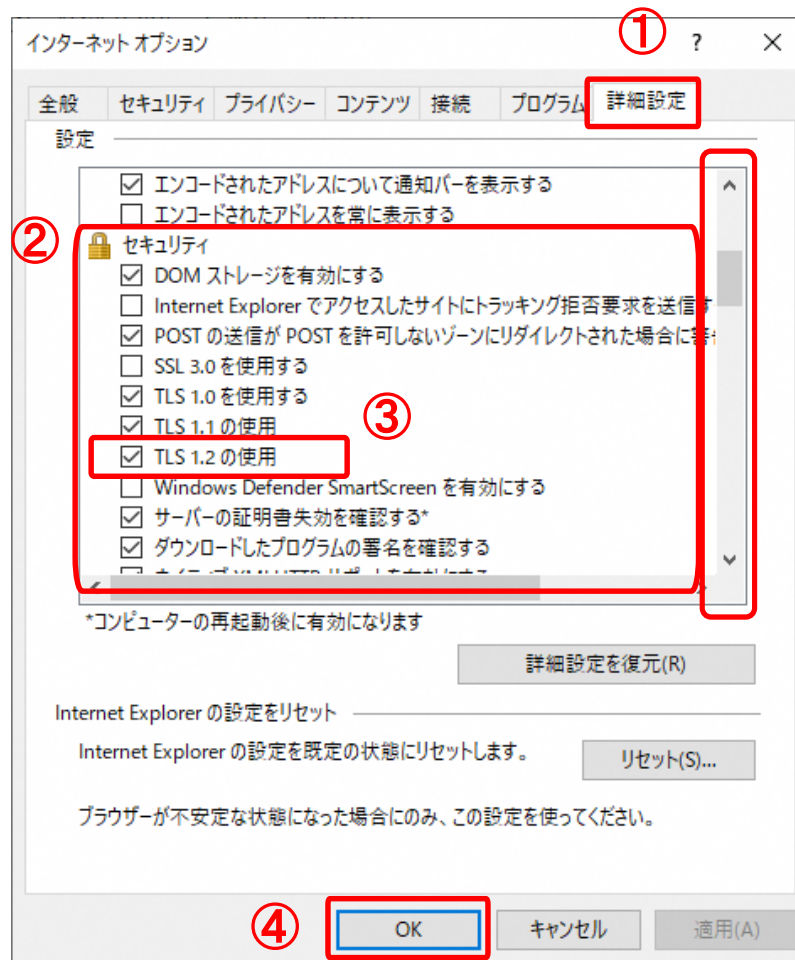 ①
インターネット オプション ? ×
全般 セキュリティ プライバシー コンテンツ 接続 プログラム 詳細設定
設定
エンコードされたアドレスについて通知バーを表示する
エンコードされたアドレスを常に表示する
②
セキュリティ
DOM ストレージを有効にする
Internet Explorer でアクセスしたサイトにトラッキング拒否要求を送信す
POST の送信が POST を許可しないゾーンにリダイレクトされた場合に警
SSL 3.0 を使用する
TLS 1.0 を使用する
③
TLS 1.1 の使用
TLS 1.2 の使用
Windows Defender SmartScreen を有効にする
サーバーの証明書失効を確認する*
ダウンロードしたプログラムの署名を確認する
*コンピューターの再起動後に有効になります
詳細設定を復元(R)
Internet Explorer の設定をリセット
Internet Explorer の設定を既定の状態にリセットします。
リセット(S)...
ブラウザーが不安定な状態になった場合にのみ、この設定を使ってください。
④
OK キャンセル 適用(A)